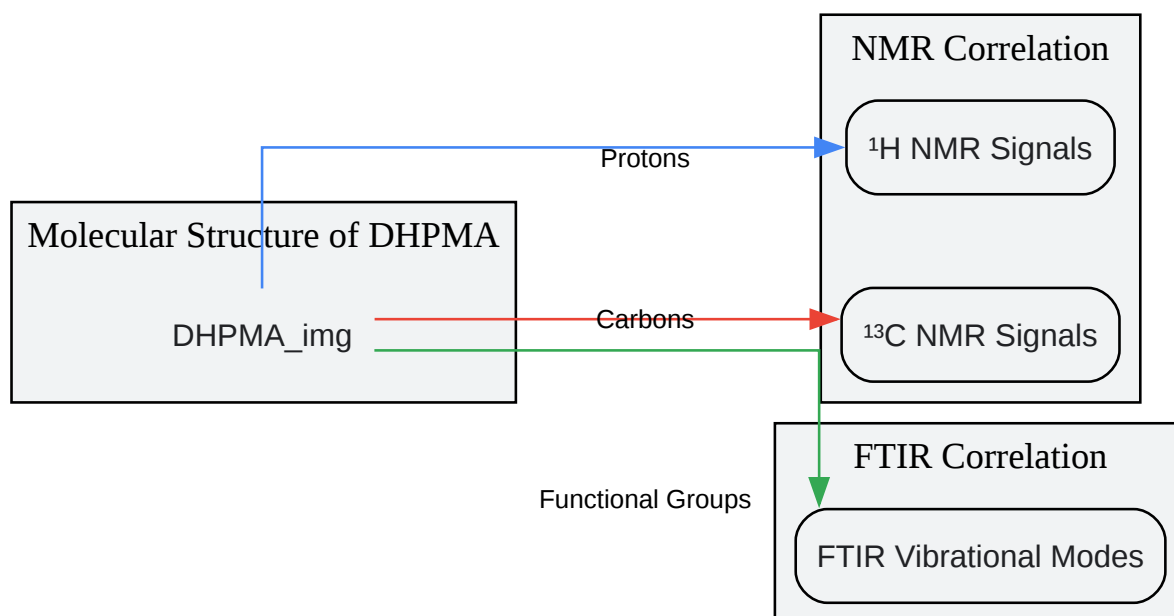 NMR Correlation
¹H NMR Signals
Protons
Molecular Structure of DHPMA
DHPMA_img
Carbons
¹³C NMR Signals
FTIR Correlation
Functional Groups
FTIR Vibrational Modes